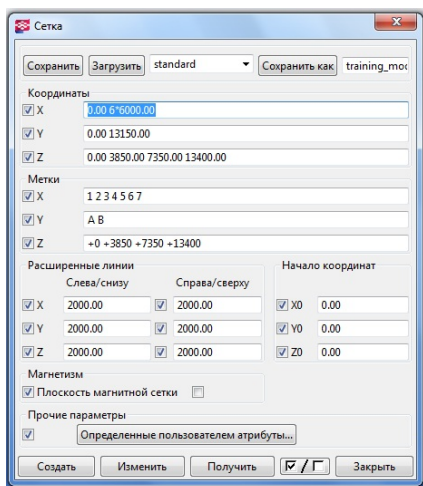 Сетка
Сохранить Загрузить standard Сохранить как training_mod
Координаты
X 0.00 6*6000.00
Y 0.00 13150.00
Z 0.00 3850.00 7350.00 13400.00
Метки
X 1 2 3 4 5 6 7
Y A B
Z +0 +3850 +7350 +13400
Расширенные линии Начало координат
Слева/снизу Справа/сверху
X 2000.00 2000.00 X0 0.00
Y 2000.00 2000.00 Y0 0.00
Z 2000.00 2000.00 Z0 0.00
Магнетизм
Плоскость магнитной сетки
Прочие параметры
Определенные пользователем атрибуты...
Создать Изменить Получить / Закрыть